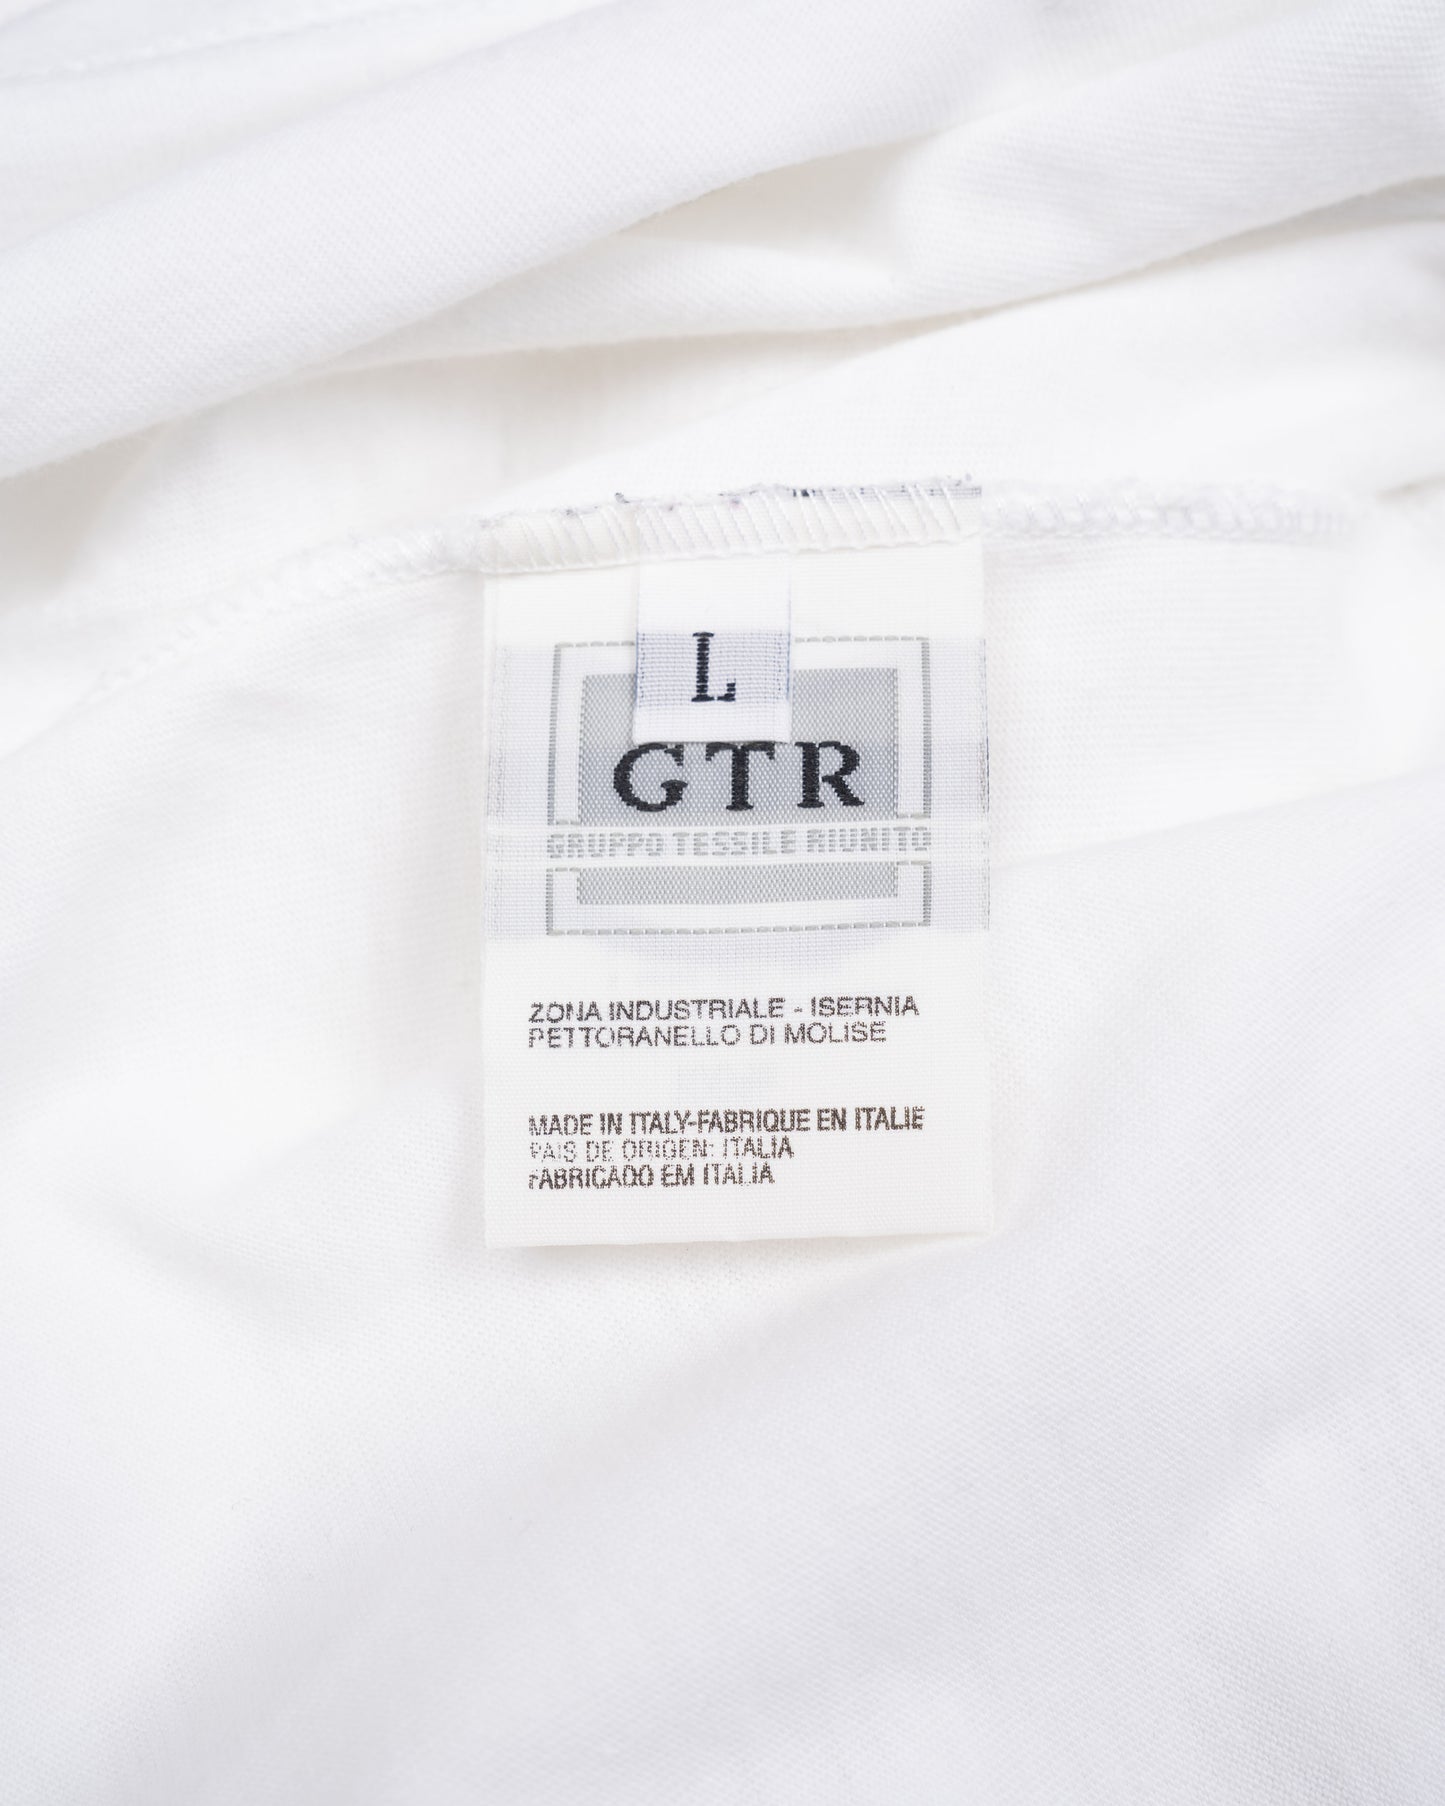 L
GTR
GRUPPO TESSILE RIUNITO
ZONA INDUSTRIALE - ISERNIA
PETTORANELLO DI MOLISE
MADE IN ITALY-FABRIQUE EN ITALIE
PAIS DE ORIGEN: ITALIA
FABRICADO EM ITALIA